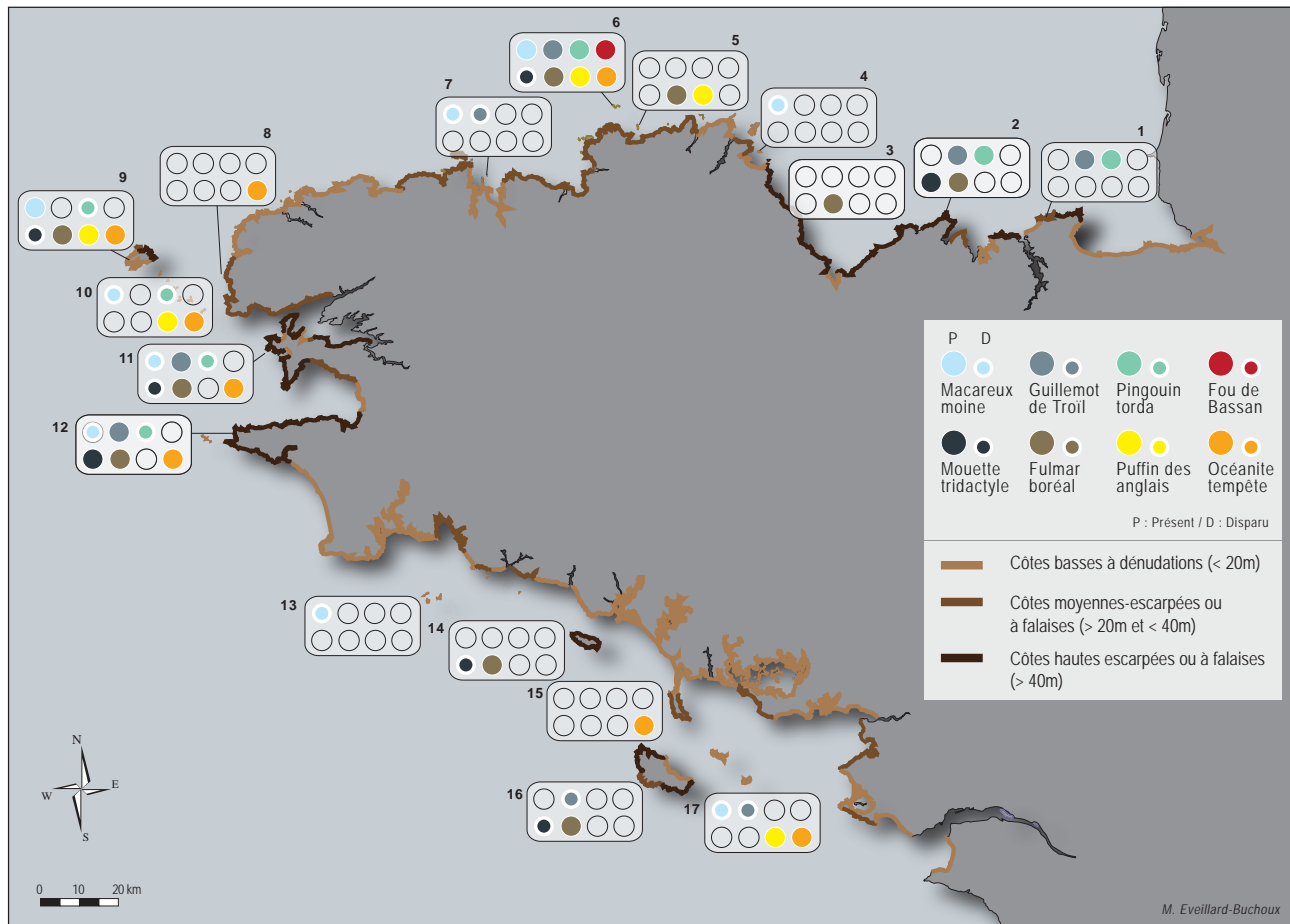 6
5
7
4
8
2
1
3
9
10
11
12
13
14
15
16
17
P D
Macareux
moine
Guillemot
de Troïl
Pingouin
torda
Fou de
Bassan
Mouette
tridactyle
Fulmar
boréal
Puffin des
anglais
Océanite
tempête
P : Présent / D : Disparu
Côtes basses à dénudations (< 20m)
Côtes moyennes-escarpées ou
à falaises (> 20m et < 40m)
Côtes hautes escarpées ou à falaises
(> 40m)
N
W E
S
0 10 20 km
M. Eveillard-Buchoux